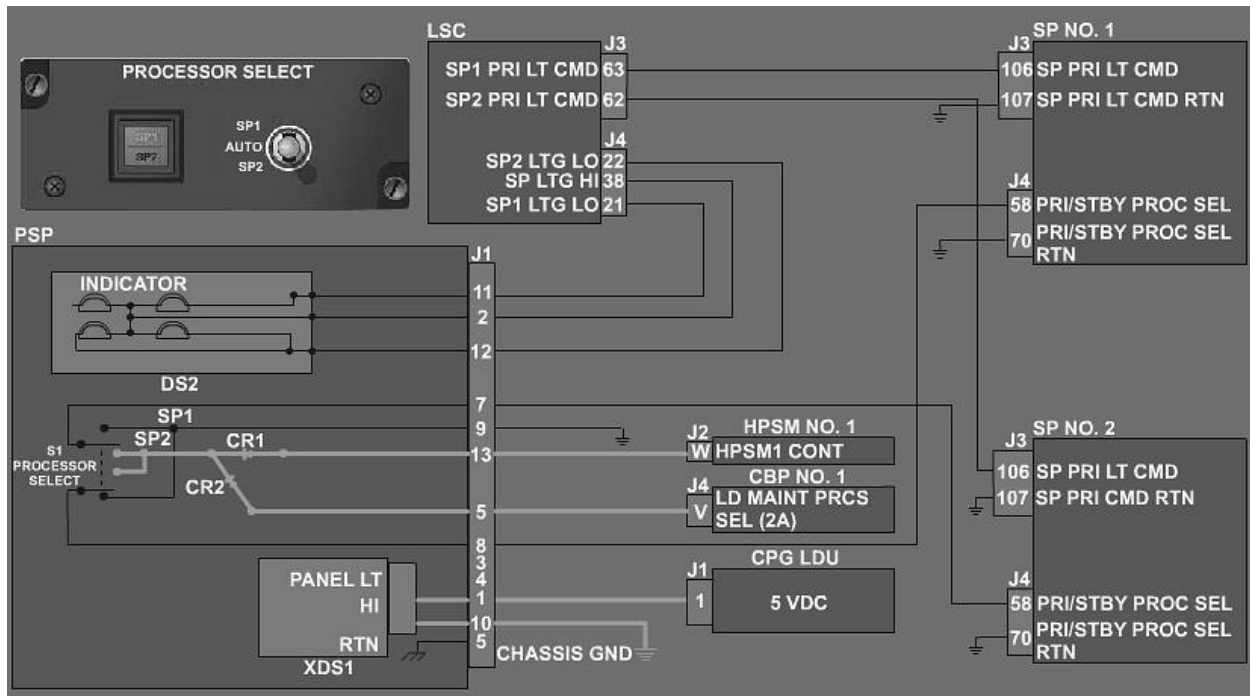 PROCESSOR SELECT
SP1
SP2
SP1
AUTO
SP2
LSC
J3
SP1 PRI LT CMD 63
SP2 PRI LT CMD 62
J4
SP2 LTG LO 22
SP LTG HI 38
SP1 LTG LO 21
SP NO. 1
J3
106 SP PRI LT CMD
107 SP PRI LT CMD RTN
J4
58 PRI/STBY PROC SEL
70 PRI/STBY PROC SEL
RTN
PSP
J1
INDICATOR
11
2
12
DS2
7
SP1
9
SP2
CR1
13
S1
PROCESSOR
SELECT
CR2
5
8
3
4
PANEL LT
HI
1
10
RTN
5
XDS1
CHASSIS GND
HPSM NO. 1
J2
W HPSM1 CONT
CBP NO. 1
J4
V
LD MAINT PRCS
SEL (2A)
CPG LDU
J1
1
5 VDC
SP NO. 2
J3
106 SP PRI LT CMD
107 SP PRI CMD RTN
J4
58 PRI/STBY PROC SEL
70 PRI/STBY PROC SEL
RTN